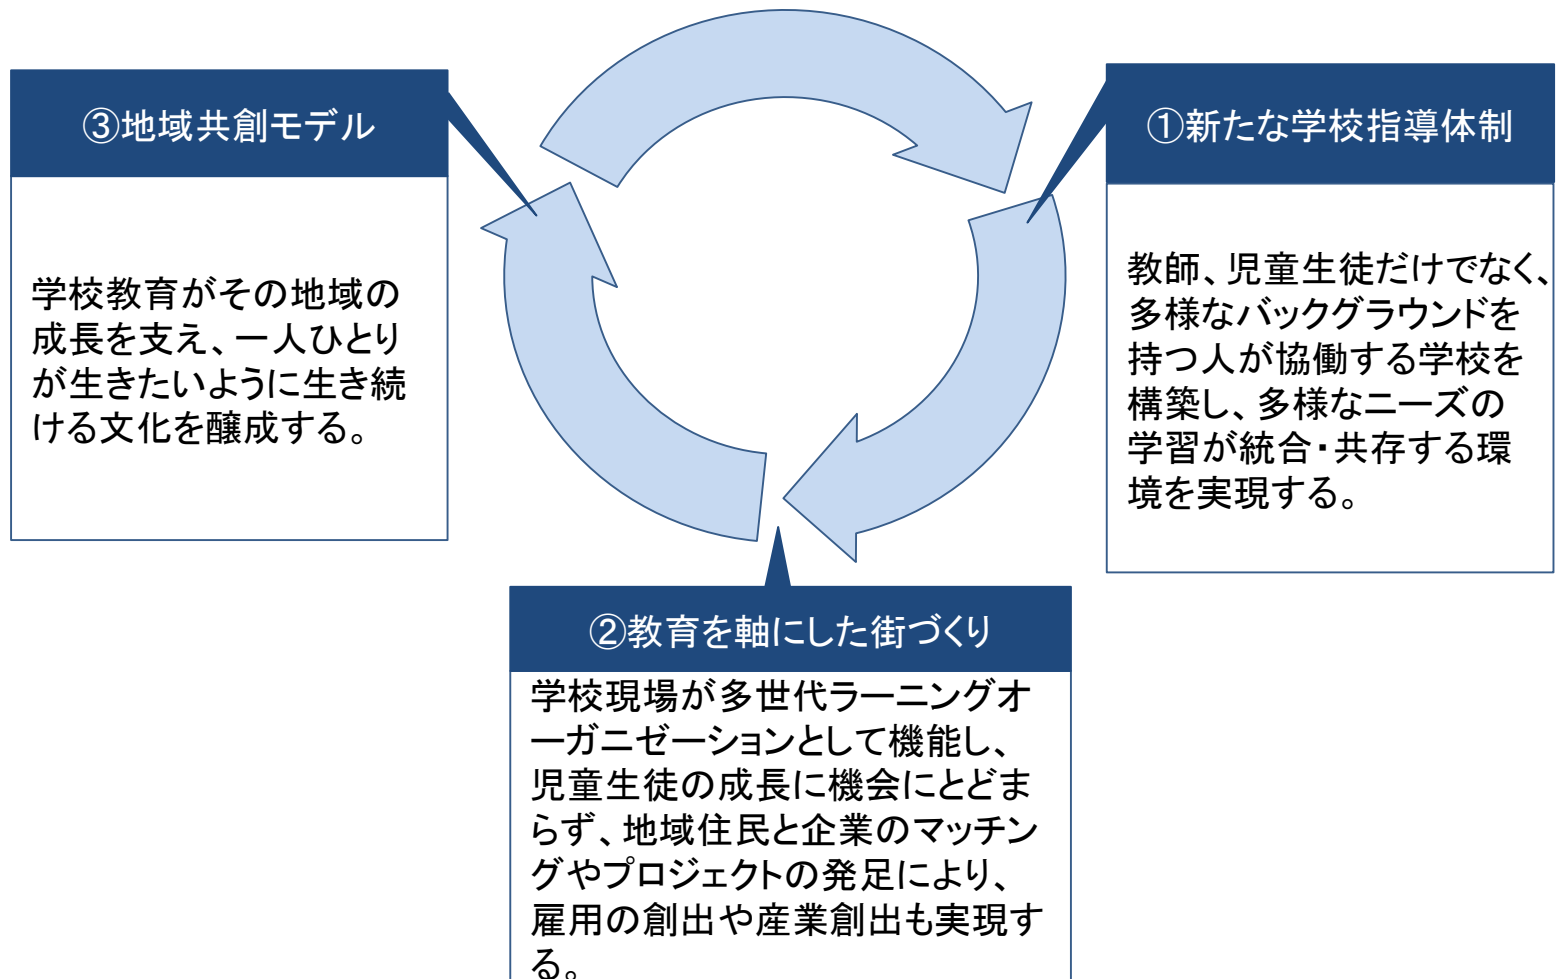 ③地域共創モデル
学校教育がその地域の
成長を支え、一人ひとり
が生きたいように生き続
ける文化を醸成する。
①新たな学校指導体制
教師、児童生徒だけでなく、
多様なバックグラウンドを
持つ人が協働する学校を
構築し、多様なニーズの
学習が統合・共存する環
境を実現する。
②教育を軸にした街づくり
学校現場が多世代ラーニングオ
ーガニゼーションとして機能し、
児童生徒の成長に機会にとどま
らず、地域住民と企業のマッチン
グやプロジェクトの発足により、
雇用の創出や産業創出も実現す
る。